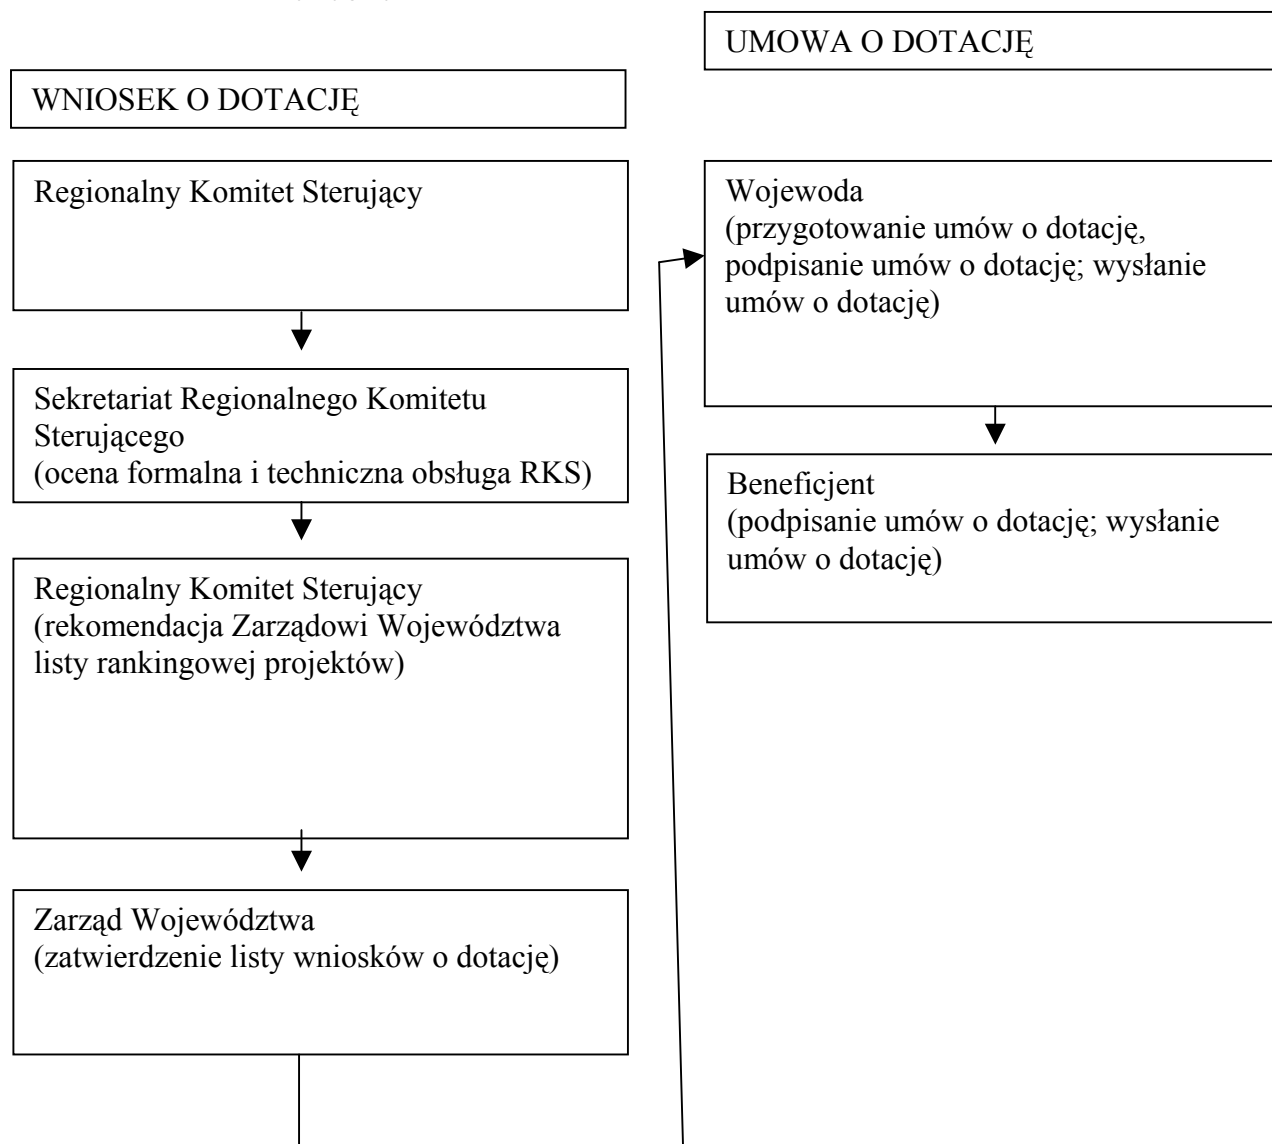 WNIOSEK O DOTACJĘ
Regionalny Komitet Sterujący
Sekretariat Regionalnego Komitetu
Sterującego
(ocena formalna i techniczna obsługa RKS)
Regionalny Komitet Sterujący
(rekomendacja Zarządowi Województwa
listy rankingowej projektów)
Zarząd Województwa
(zatwierdzenie listy wniosków o dotację)
UMOWA O DOTACJĘ
Wojewoda
(przygotowanie umów o dotację,
podpisanie umów o dotację; wysłanie
umów o dotację)
Beneficjent
(podpisanie umów o dotację; wysłanie
umów o dotację)